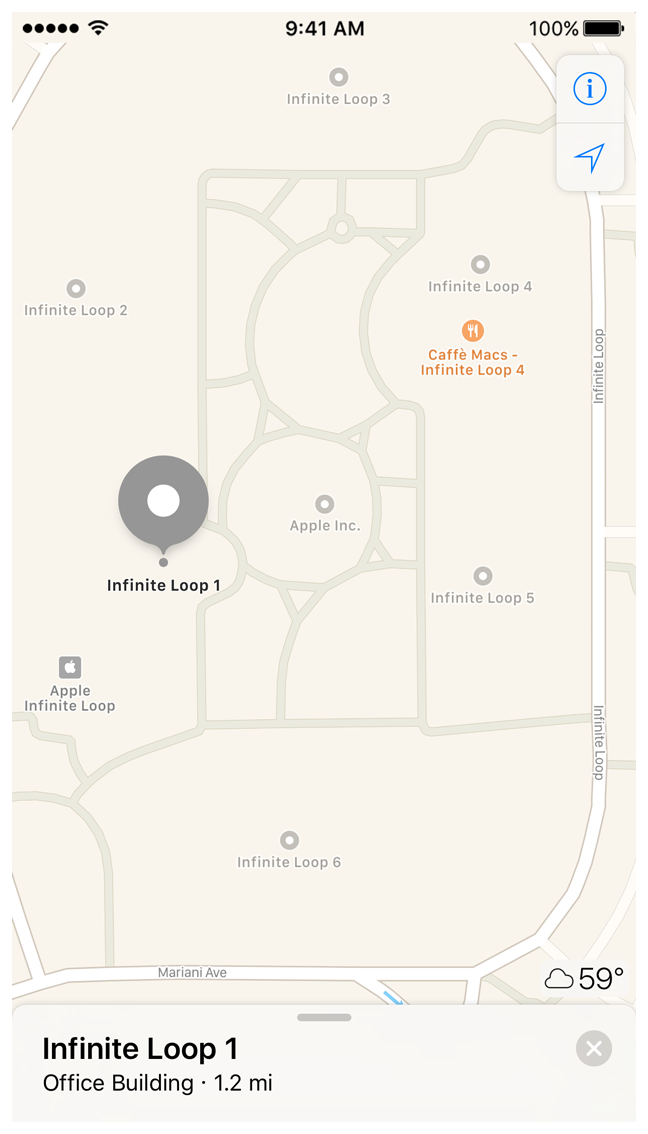 9:41 AM
100%
Infinite Loop 3
Infinite Loop 4
Infinite Loop 2
Caffè Macs -
Infinite Loop 4
Infinite Loop
Apple Inc.
Infinite Loop 1
Infinite Loop 5
Apple
Infinite Loop
Infinite Loop
Infinite Loop 6
Mariani Ave
59°
Infinite Loop 1
Office Building · 1.2 mi